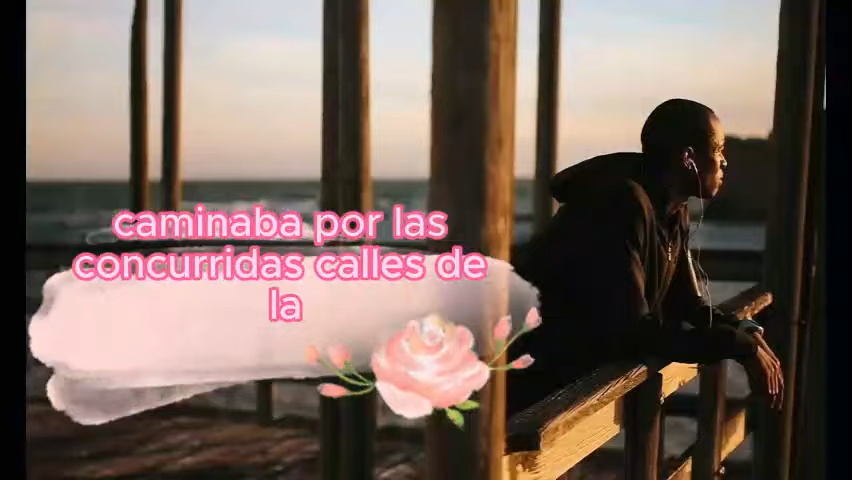 caminaba por las
concurridas calles de
la